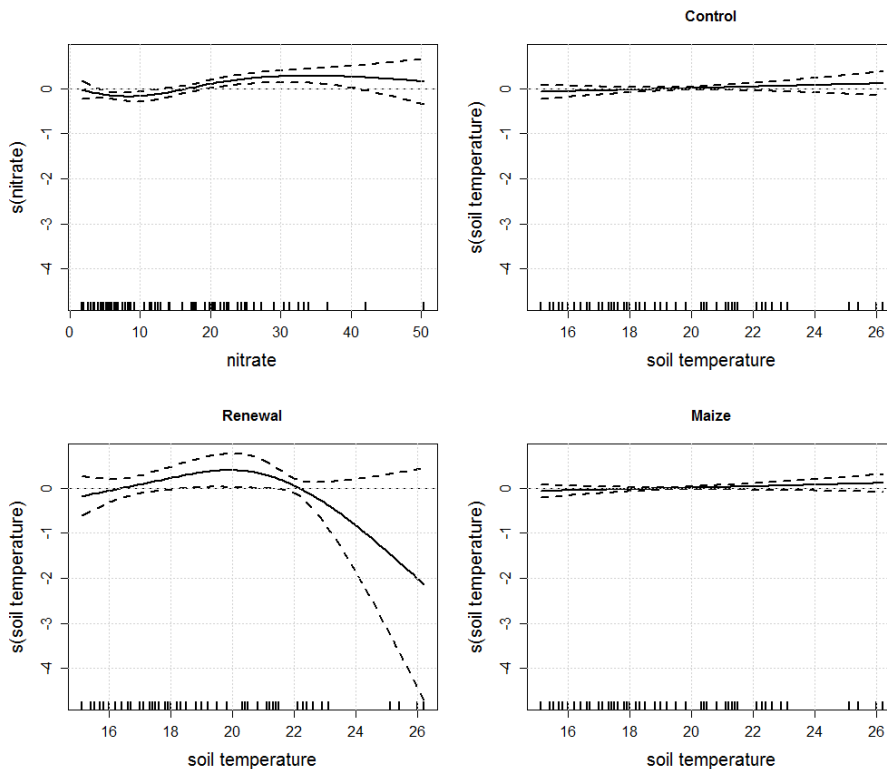 s(nitrate)
0
-1
-2
-3
-4
0 10 20 30 40 50
nitrate
Control
s(soil temperature)
0
-1
-2
-3
-4
16 18 20 22 24 26
soil temperature
Renewal
s(soil temperature)
0
-1
-2
-3
-4
16 18 20 22 24 26
soil temperature
Maize
s(soil temperature)
0
-1
-2
-3
-4
16 18 20 22 24 26
soil temperature